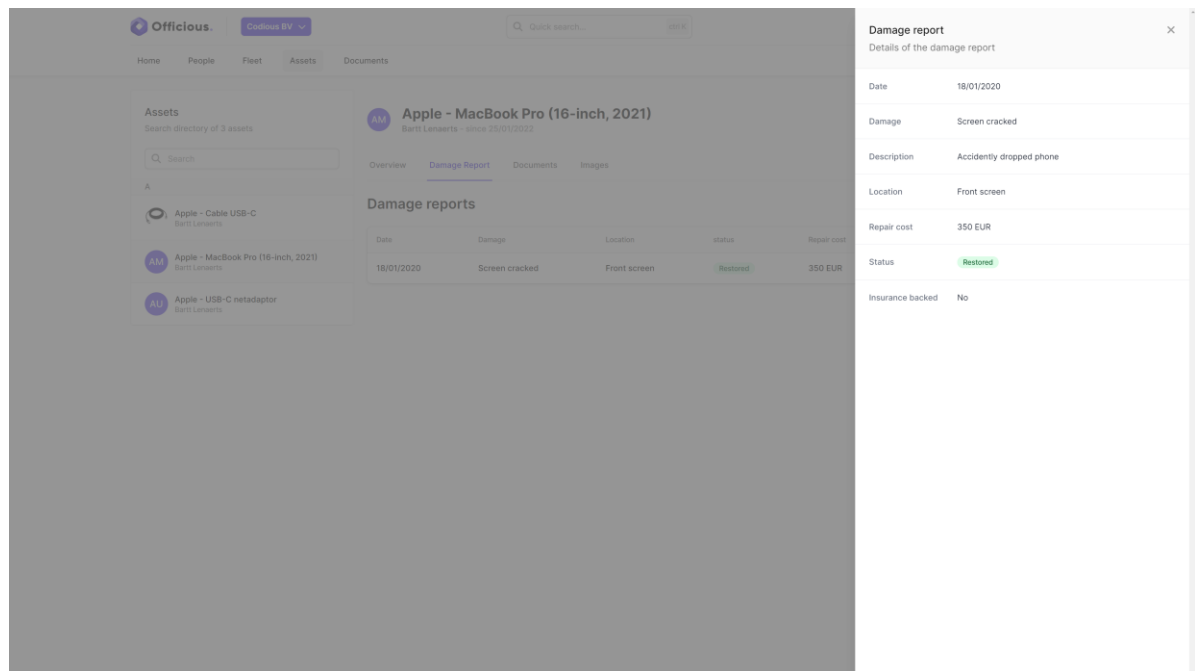 Officious.
Codious BV
Quick search...
Home People Fleet Assets Documents
Assets
Search directory of 3 assets
Search
A
Apple - Cable USB-C
Bartt Lenaerts
AM
Apple - MacBook Pro (16-inch, 2021)
Bartt Lenaerts
AU
Apple - USB-C netadaptor
Bartt Lenaerts
AM
Apple - MacBook Pro (16-inch, 2021)
Bartt Lenaerts - since 25/01/2022
Overview Damage Report Documents Images
Damage reports
Date Damage Location status Repair cost
18/01/2020 Screen cracked Front screen Restored 350 EUR
Damage report
Details of the damage report
Date 18/01/2020
Damage Screen cracked
Description Accidently dropped phone
Location Front screen
Repair cost 350 EUR
Status Restored
Insurance backed No